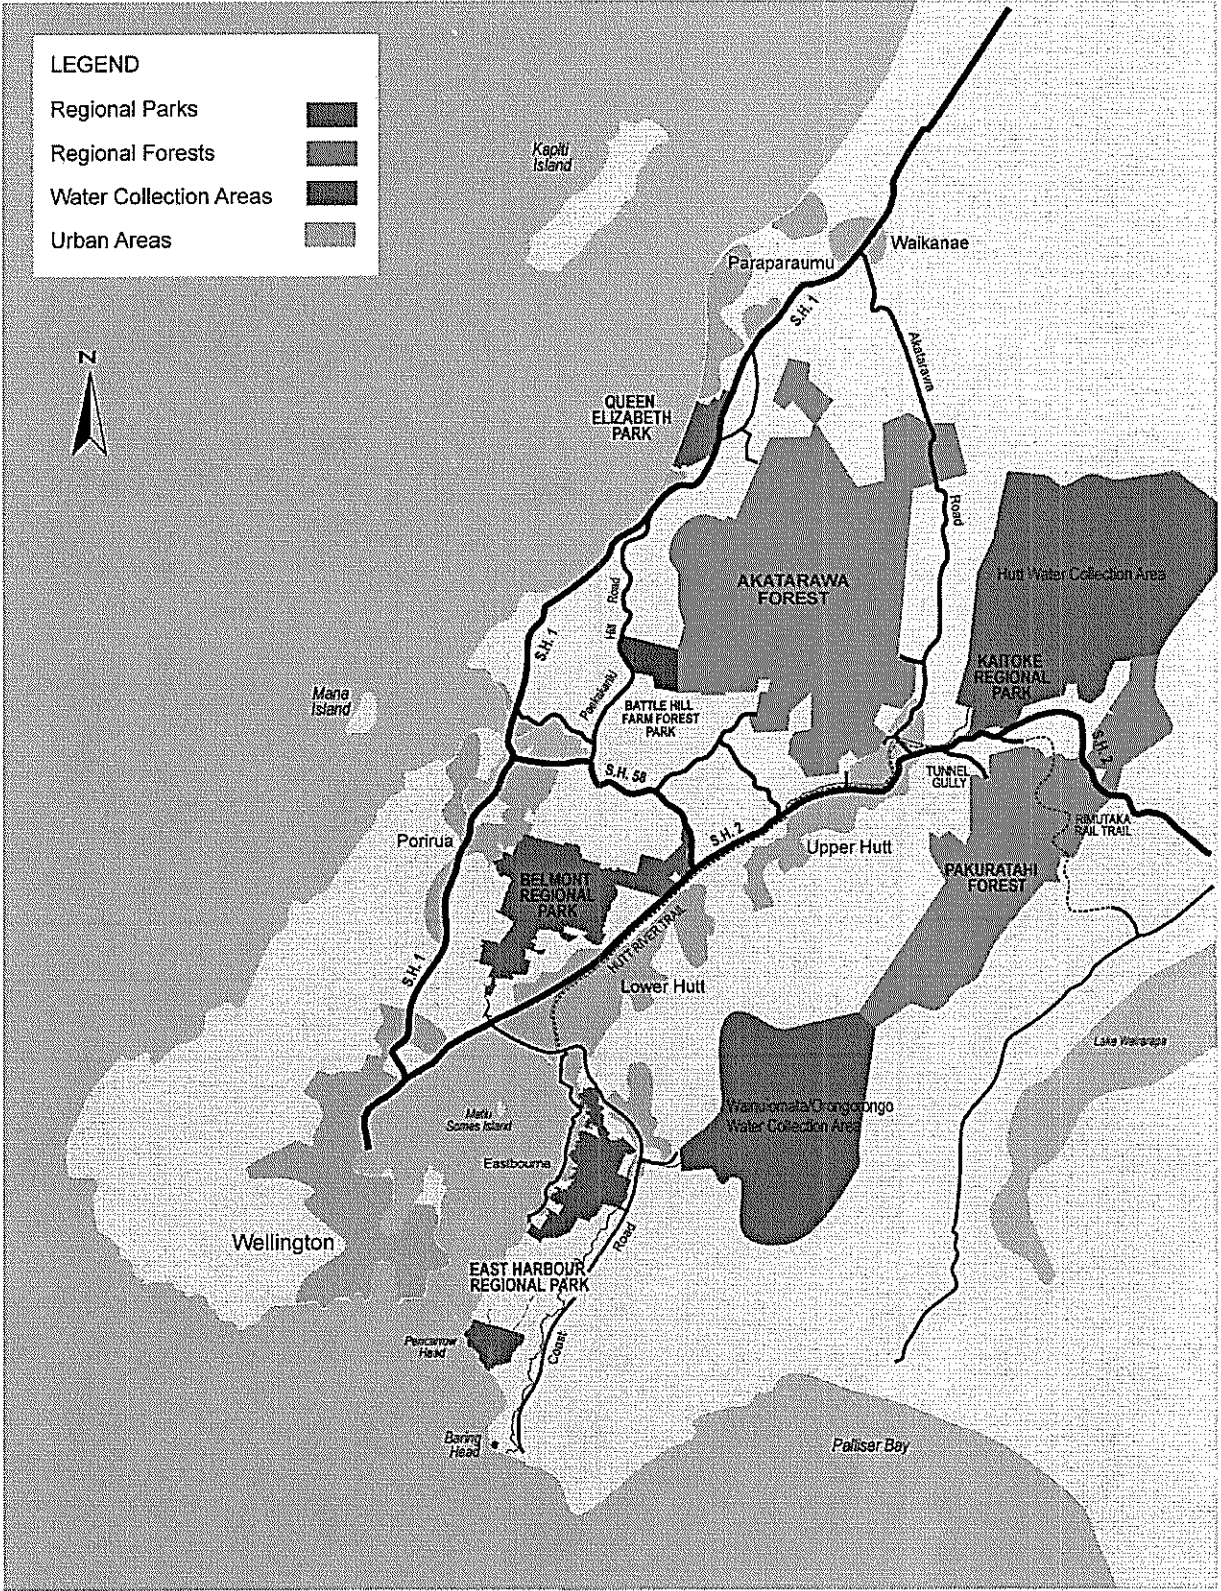 LEGEND
Regional Parks
Regional Forests
Water Collection Areas
Urban Areas
Kapiti
Island
Waikanae
Paraparaumu
S.H. 1
Akatarawa
N
QUEEN
ELIZABETH
PARK
Road
Hutt Water Collection Area
AKATARAWA
FOREST
Road
Hill
S.H. 1
Paekakariki
KAITOKE
REGIONAL
PARK
Mana
Island
BATTLE HILL
FARM FOREST
PARK
S.H. 2
S.H. 58
TUNNEL
GULLY
RIMUTAKA
RAIL TRAIL
S.H. 2
Porirua
Upper Hutt
BELMONT
REGIONAL
PARK
PAKURATAHI
FOREST
HUTT RIVER TRAIL
S.H. 1
Lower Hutt
Lake Wairarapa
Matiu
Somes Island
Wainuiomata/Orongorongo
Water Collection Area
Eastbourne
Road
Wellington
EAST HARBOUR
REGIONAL PARK
Pencarrow
Head
Coast
Baring
Head
Palliser Bay